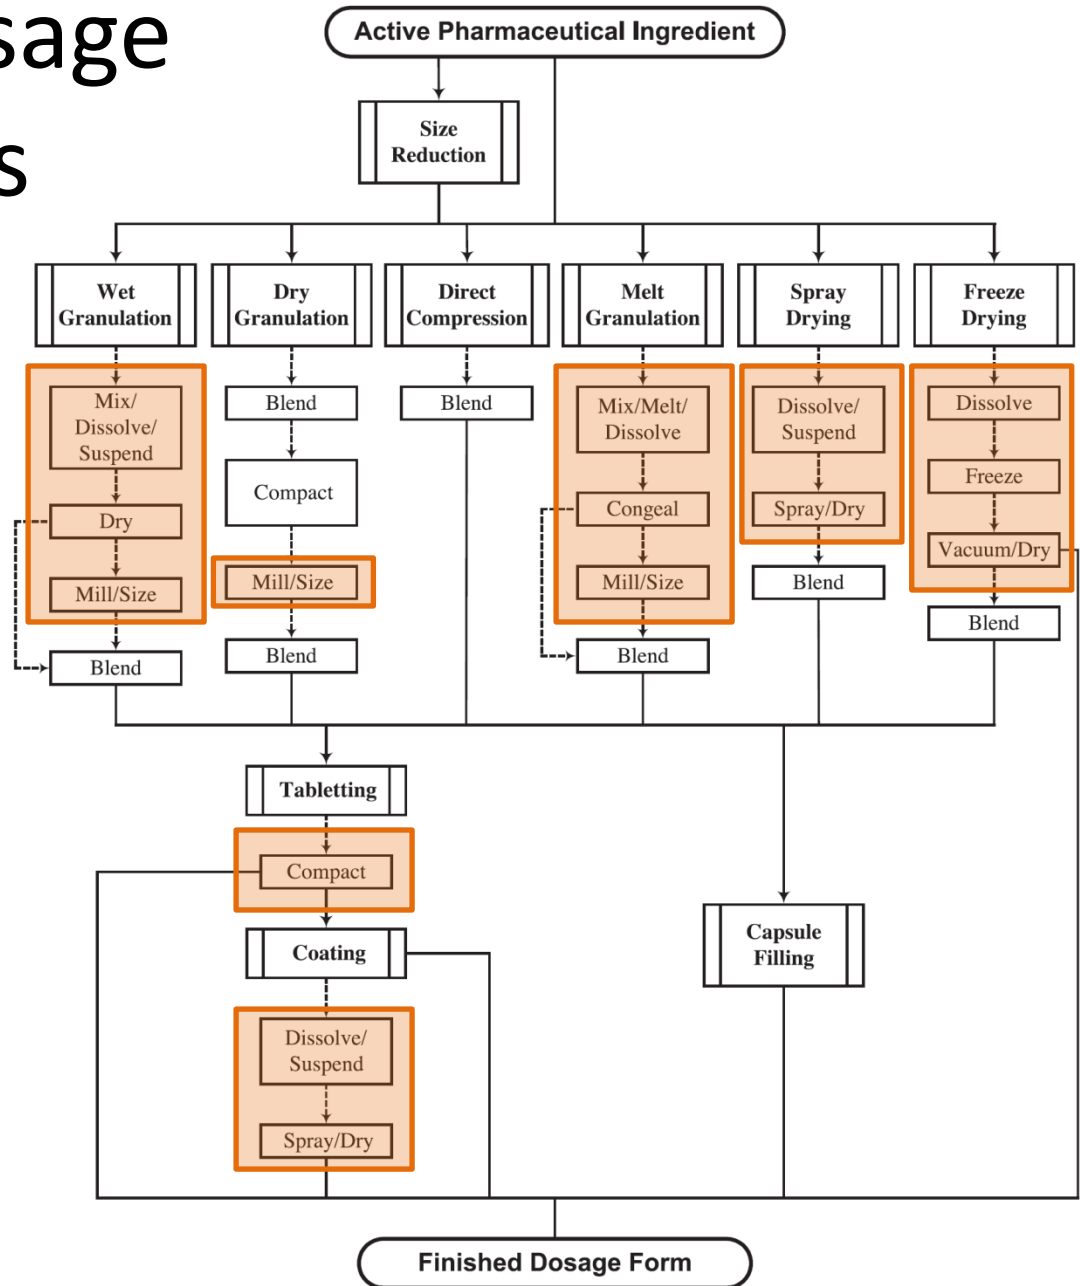 sage
s
Active Pharmaceutical Ingredient
Size
Reduction
Wet
Granulation
Dry
Granulation
Direct
Compression
Melt
Granulation
Spray
Drying
Freeze
Drying
Mix/
Dissolve/
Suspend
Dry
Mill/Size
Blend
Blend
Compact
Mill/Size
Blend
Blend
Mix/Melt/
Dissolve
Congeal
Mill/Size
Blend
Dissolve/
Suspend
Spray/Dry
Blend
Dissolve
Freeze
Vacuum/Dry
Blend
Tabletting
Compact
Coating
Dissolve/
Suspend
Spray/Dry
Capsule
Filling
Finished Dosage Form